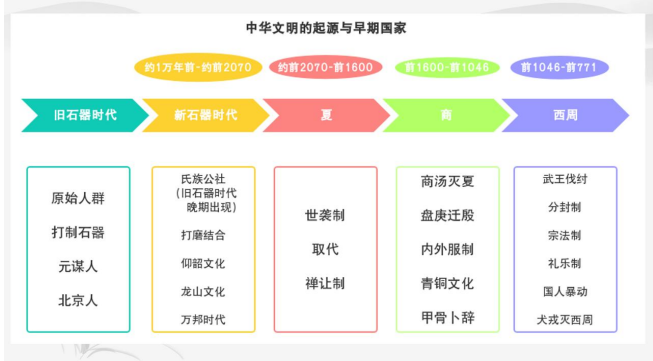 中华文明的起源与早期国家
约1万年前-约前2070
约前2070-前1600
前1600-前1046
前1046-前771
旧石器时代
新石器时代
夏
商
西周
原始人群
打制石器
元谋人
北京人
氏族公社
(旧石器时代
晚期出现)
打磨结合
仰韶文化
龙山文化
万邦时代
世袭制
取代
禅让制
商汤灭夏
盘庚迁殷
内外服制
青铜文化
甲骨卜辞
武王伐纣
分封制
宗法制
礼乐制
国人暴动
犬戎灭西周